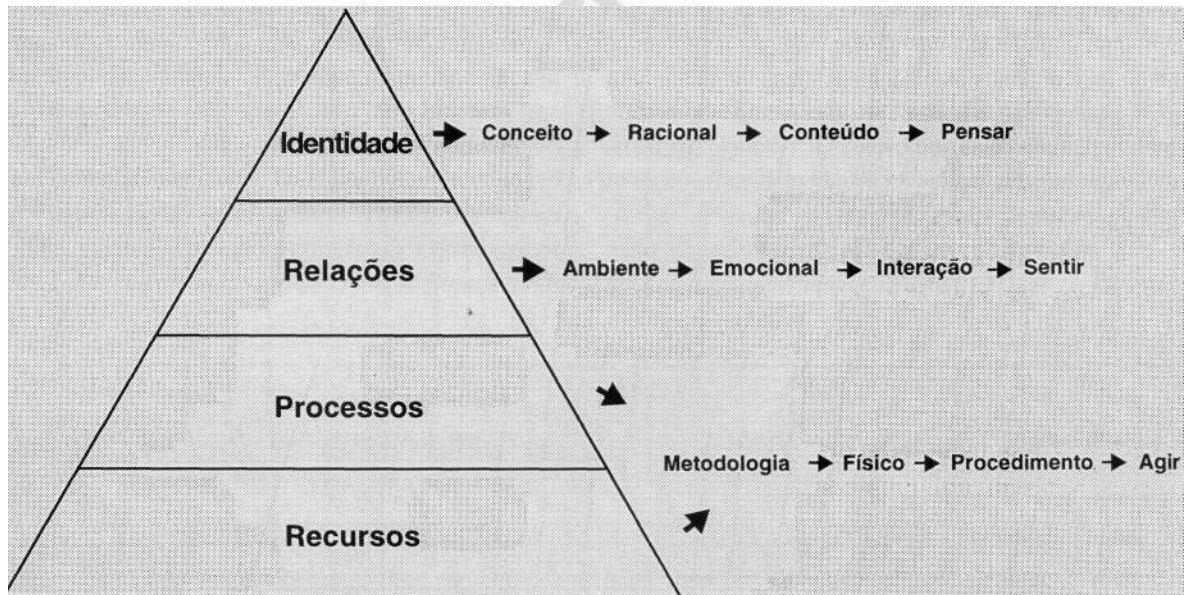 Identidade → Conceito → Racional → Conteúdo → Pensar
Relações → Ambiente → Emocional → Interação → Sentir
Processos
Metodologia → Físico → Procedimento → Agir
Recursos